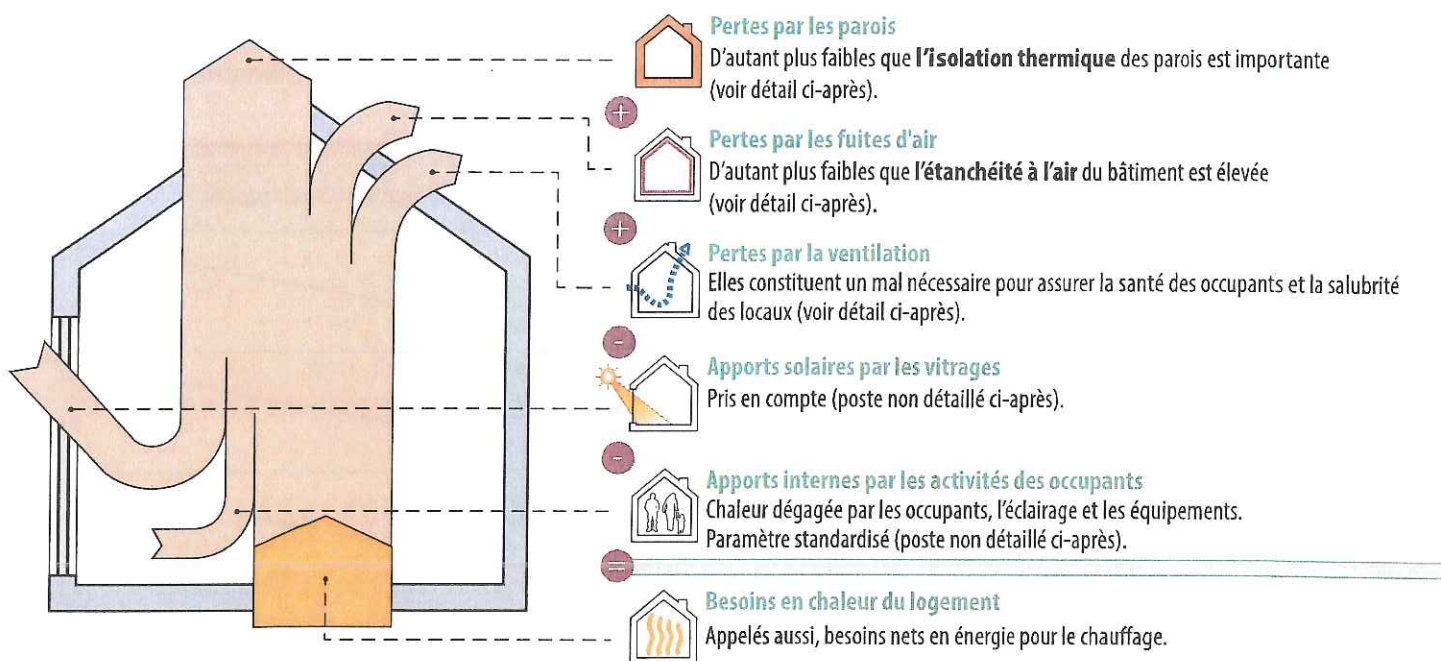 Pertes par les parois
D'autant plus faibles que l'isolation thermique des parois est importante
(voir détail ci-après).
+
Pertes par les fuites d'air
D'autant plus faibles que l'étanchéité à l'air du bâtiment est élevée
(voir détail ci-après).
+
Pertes par la ventilation
Elles constituent un mal nécessaire pour assurer la santé des occupants et la salubrité
des locaux (voir détail ci-après).
-
Apports solaires par les vitrages
Pris en compte (poste non détaillé ci-après).
-
Apports internes par les activités des occupants
Chaleur dégagée par les occupants, l'éclairage et les équipements.
Paramètre standardisé (poste non détaillé ci-après).
=
Besoins en chaleur du logement
Appelés aussi, besoins nets en énergie pour le chauffage.